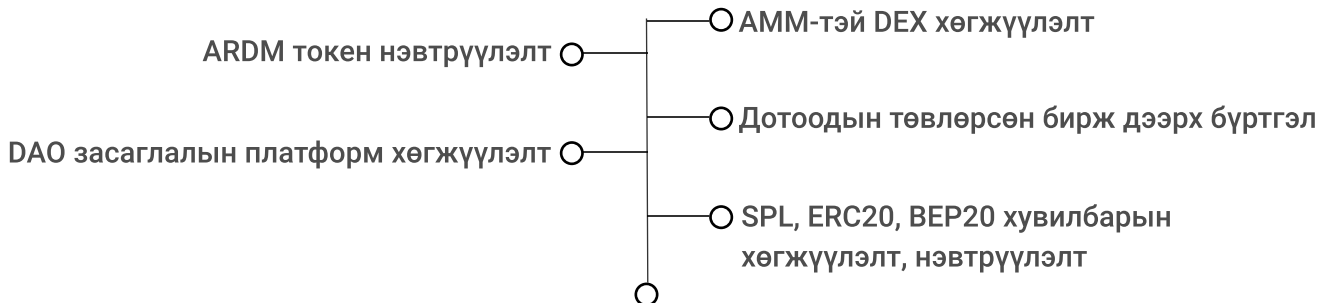 АММ-тэй DEX хөгжүүлэлт
ARDM токен нэвтрүүлэлт
Дотоодын төвлөрсөн бирж дээрх бүртгэл
DAO засаглалын платформ хөгжүүлэлт
SPL, ERC20, BEP20 хувилбарын
хөгжүүлэлт, нэвтрүүлэлт